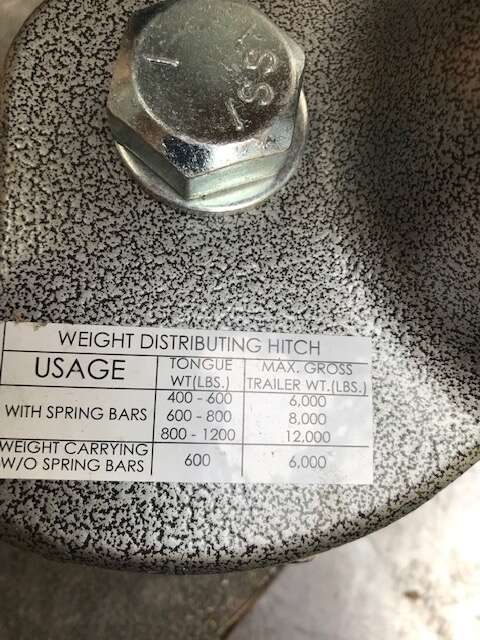 WEIGHT DISTRIBUTING HITCH
USAGE
TONGUE
WT(LBS.)
MAX. GROSS
TRAILER WT.(LBS.)
WITH SPRING BARS
400 - 600 6,000
600 - 800 8,000
800 - 1200 12,000
WEIGHT CARRYING
W/O SPRING BARS
600 6,000